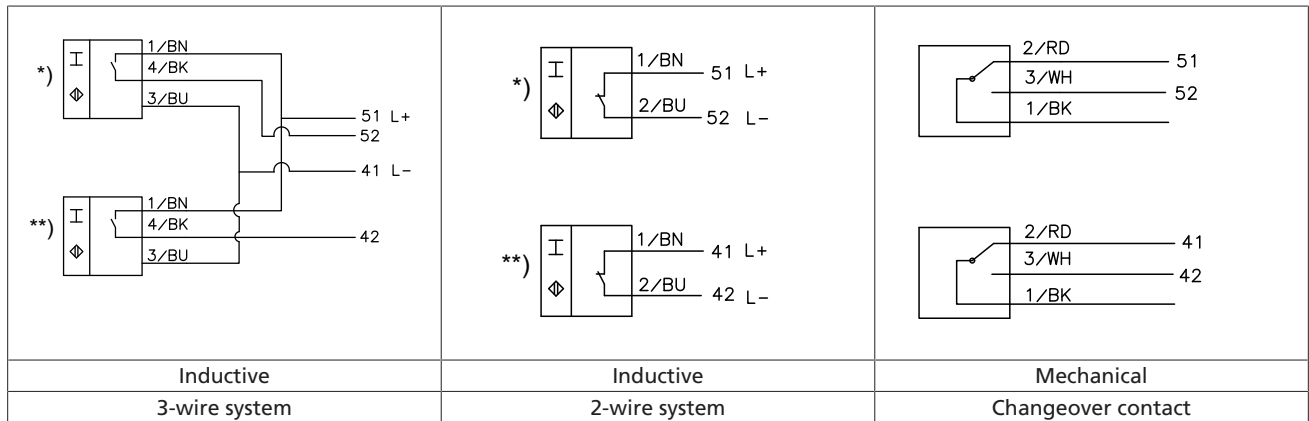 *)
1/BN
4/BK
3/BU
51 L+
52
41 L−
**)
1/BN
4/BK
3/BU
42
Inductive
3-wire system
*)
1/BN
51 L+
2/BU
52 L−
**)
1/BN
41 L+
2/BU
42 L−
Inductive
2-wire system
2/RD
51
3/WH
52
1/BK
2/RD
41
3/WH
42
1/BK
Mechanical
Changeover contact